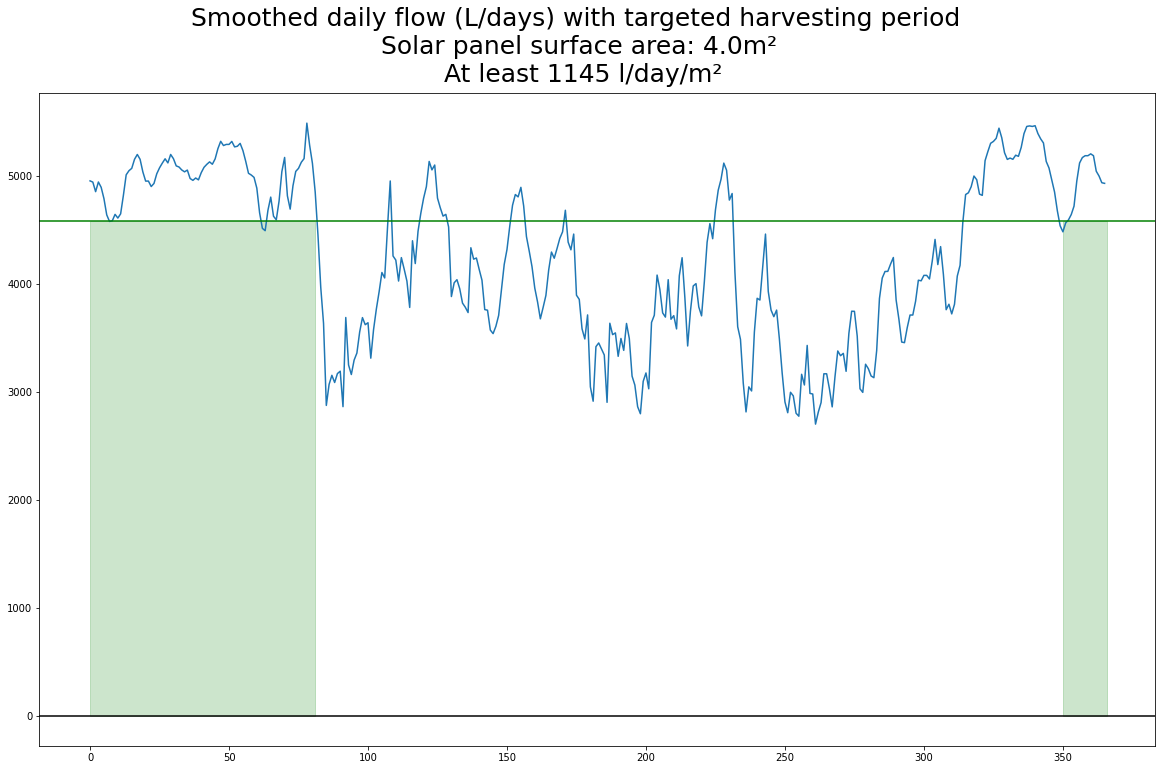 Smoothed daily flow (L/days) with targeted harvesting period
Solar panel surface area: 4.0m²
At least 1145 l/day/m²
5000
4000
3000
2000
1000
0
0 50 100 150 200 250 300 350